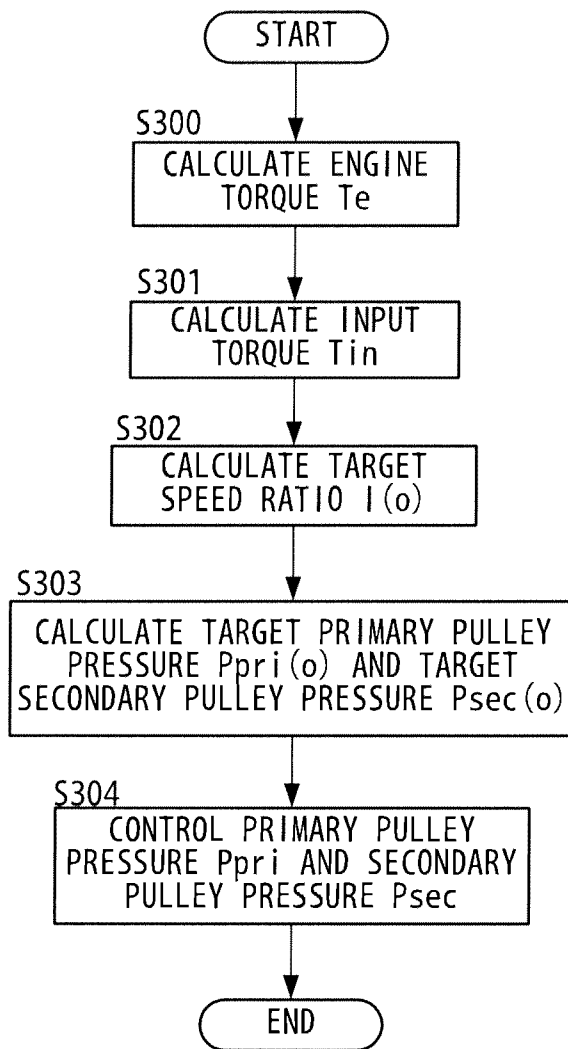 START
S300
CALCULATE ENGINE
TORQUE Te
S301
CALCULATE INPUT
TORQUE Tin
S302
CALCULATE TARGET
SPEED RATIO I(o)
S303
CALCULATE TARGET PRIMARY PULLEY
PRESSURE Ppri(o) AND TARGET
SECONDARY PULLEY PRESSURE Psec(o)
S304
CONTROL PRIMARY PULLEY
PRESSURE Ppri AND SECONDARY
PULLEY PRESSURE Psec
END